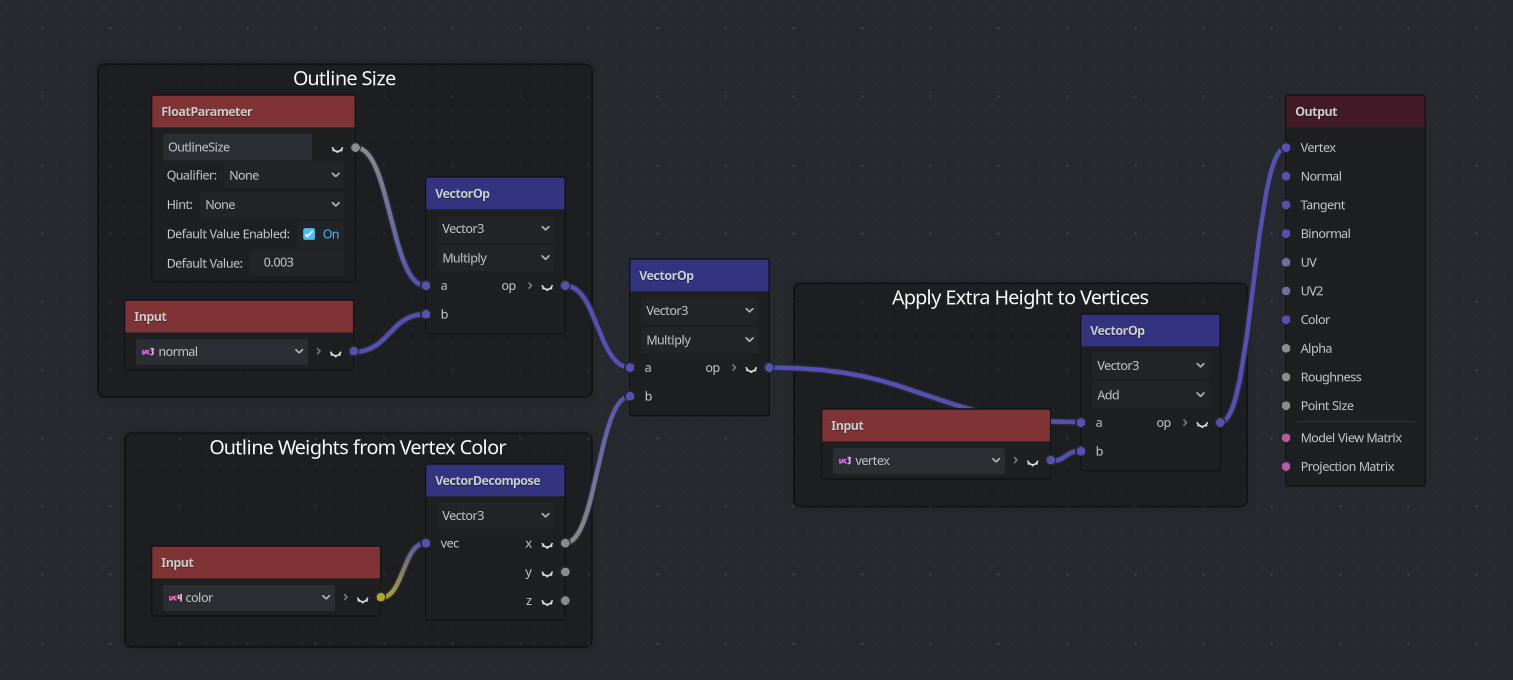 Outline Size
FloatParameter
OutlineSize
Qualifier: None
Hint: None
Default Value Enabled: On
Default Value: 0.003
Input
normal
VectorOp
Vector3
Multiply
a op
b
Outline Weights from Vertex Color
VectorDecompose
Vector3
vec x
y
z
Input
color
VectorOp
Vector3
Multiply
a op
b
Apply Extra Height to Vertices
VectorOp
Vector3
Add
a op
b
Input
vertex
Output
Vertex
Normal
Tangent
Binormal
UV
UV2
Color
Alpha
Roughness
Point Size
Model View Matrix
Projection Matrix